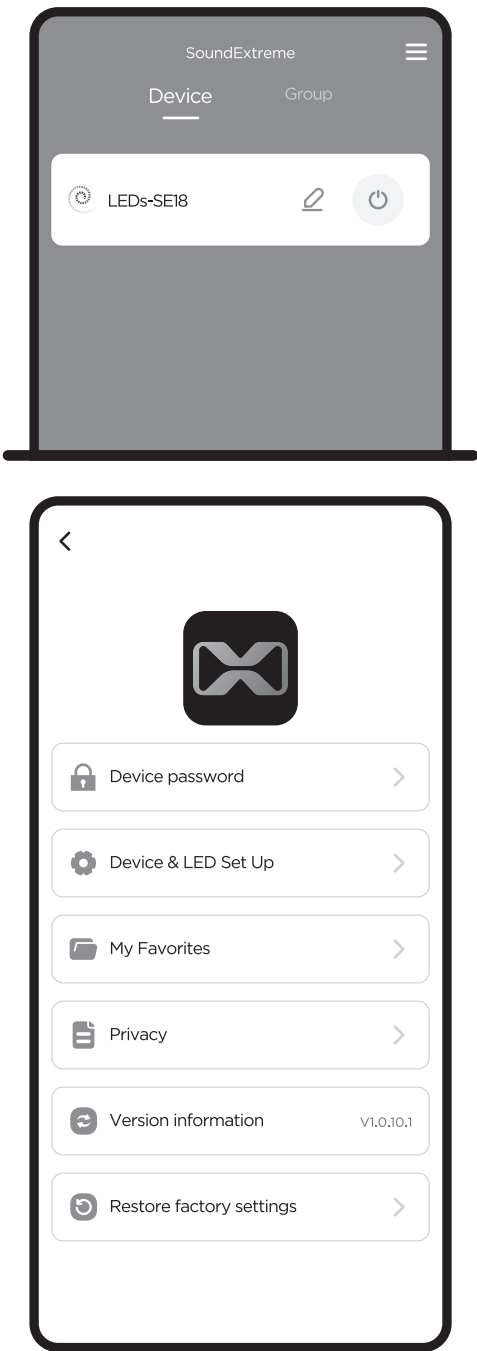 SoundExtreme
Device Group
LEDs-SE18
Device password
Device & LED Set Up
My Favorites
Privacy
Version information V1.0.10.1
Restore factory settings